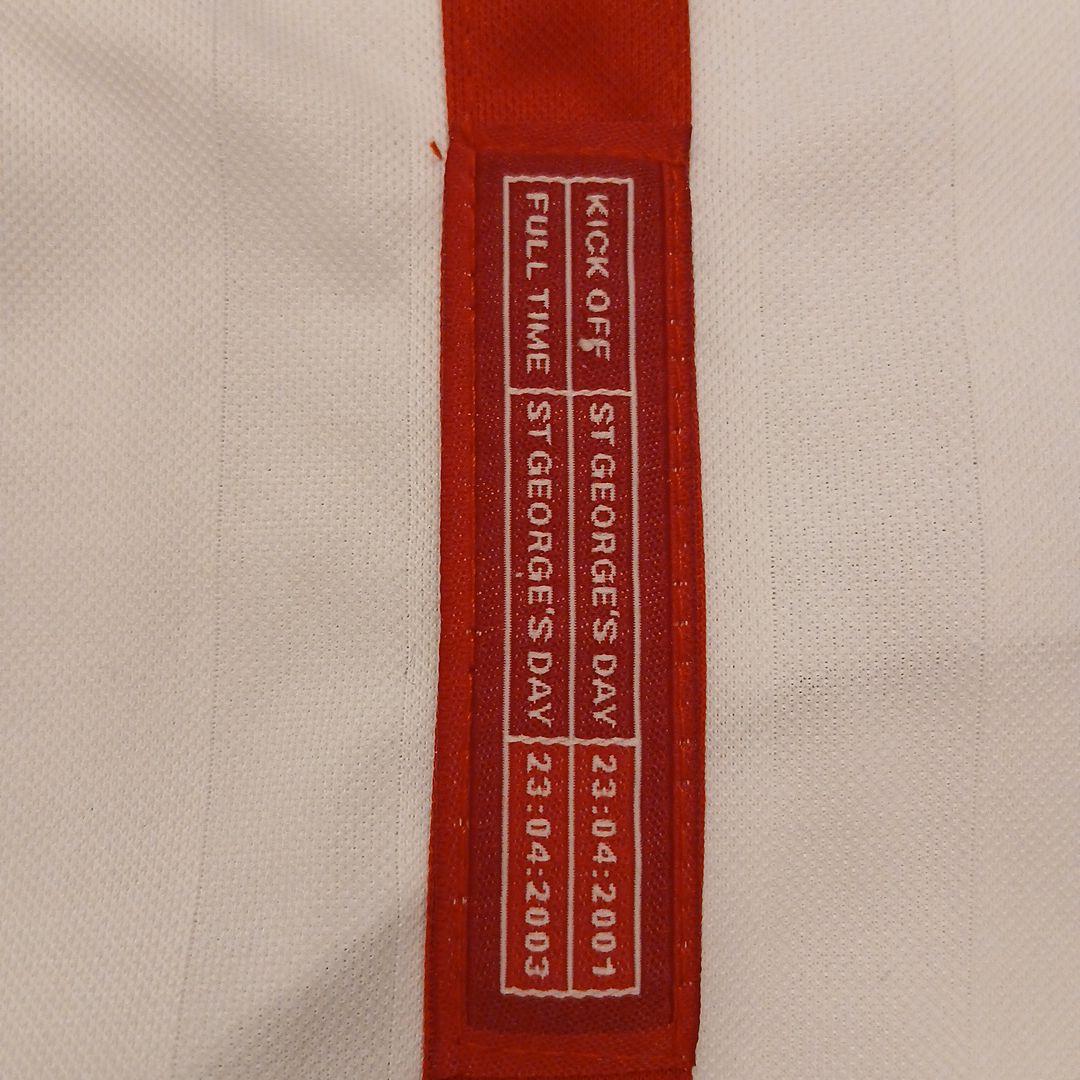 KICK OFF ST GEORGE'S DAY 23:04:2001
FULL TIME ST GEORGE'S DAY 23:04:2003